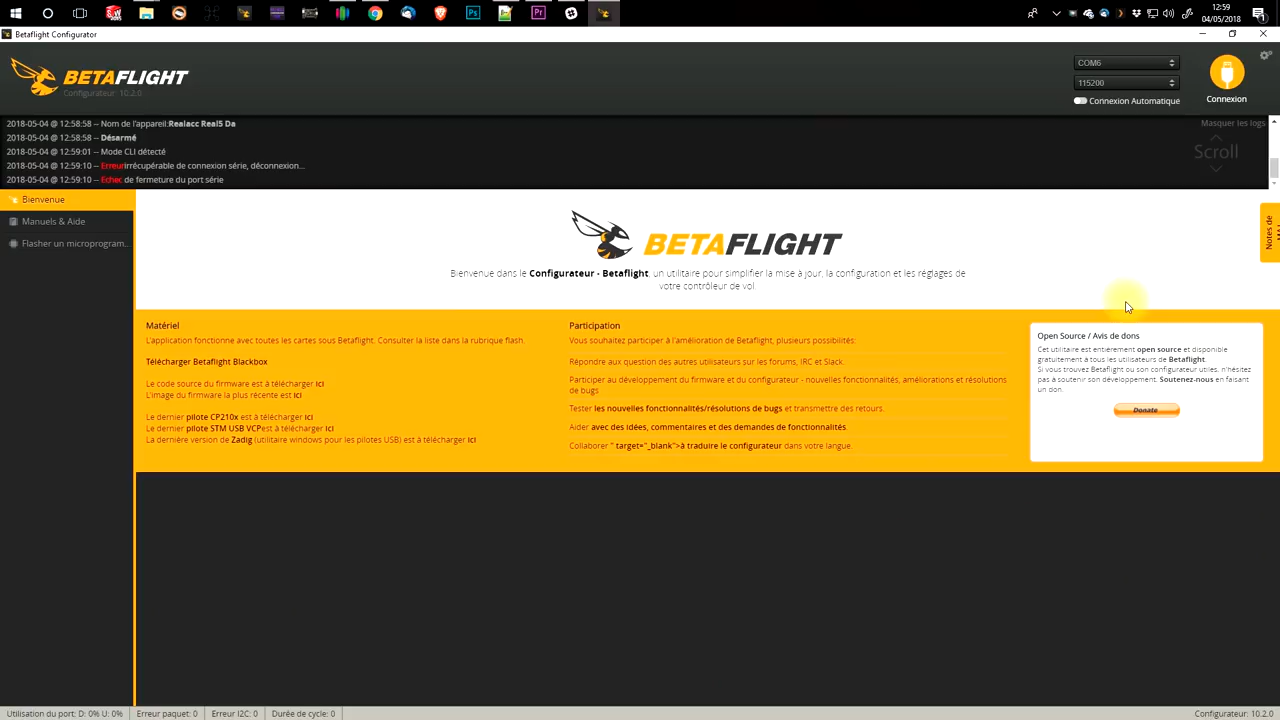 12:59
04/05/2018
Betaflight Configurator
BETAFLIGHT
Configurateur: 10.2.0
COM6
115200
Connexion Automatique
Connexion
2018-05-04 @ 12:58:58 -- Nom de l'appareil:Realacc Real5 Da
Masquer les logs
2018-05-04 @ 12:58:58 -- Désarmé
2018-05-04 @ 12:59:01 -- Mode CLI détecté
Scroll
2018-05-04 @ 12:59:10 -- Erreurirrécupérable de connexion série, déconnexion...
2018-05-04 @ 12:59:10 -- Echec de fermeture du port série
Bienvenue
Manuels & Aide
Flasher un microprogram...
Notes de
BETAFLIGHT
Bienvenue dans le Configurateur - Betaflight, un utilitaire pour simplifier la mise à jour, la configuration et les réglages de
votre contrôleur de vol.
Matériel
L'application fonctionne avec toutes les cartes sous Betaflight. Consulter la liste dans la rubrique flash.
Télécharger Betaflight Blackbox
Le code source du firmware est à télécharger ici
L'image du firmware la plus récente est ici
Le dernier pilote CP210x est à télécharger ici
Le dernier pilote STM USB VCPest à télécharger ici
La dernière version de Zadig (utilitaire windows pour les pilotes USB) est à télécharger ici
Participation
Vous souhaitez participer à l'amélioration de Betaflight, plusieurs possibilités:
Répondre aux question des autres utilisateurs sur les forums, IRC et Slack.
Participer au développement du firmware et du configurateur - nouvelles fonctionnalités, améliorations et résolutions
de bugs
Tester les nouvelles fonctionnalités/résolutions de bugs et transmettre des retours.
Aider avec des idées, commentaires et des demandes de fonctionnalités.
Collaborer " target="_blank">à traduire le configurateur dans votre langue.
Open Source / Avis de dons
Cet utilitaire est entierement open source et disponible
gratuitement à tous les utilisateurs de Betaflight.
Si vous trouvez Betaflight ou son configurateur utiles, n'hésitez
pas à soutenir son développement. Soutenez-nous en faisant
un don.
Donate
Utilisation du port: D: 0% U: 0%
Erreur paquet: 0
Erreur I2C: 0
Durée de cycle: 0
Configurateur: 10.2.0